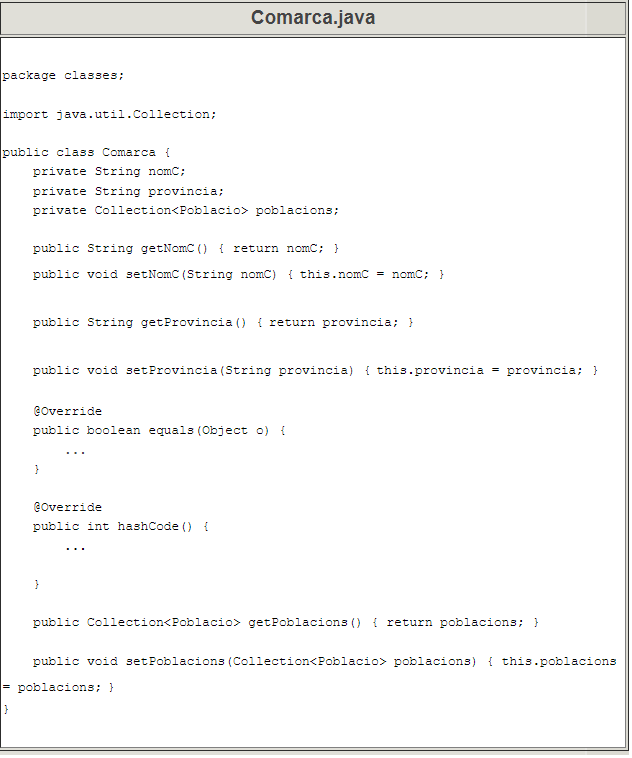 Comarca.java
package classes;
import java.util.Collection;
public class Comarca {
private String nomC;
private String provincia;
private Collection<Poblacio> poblacions;
public String getNomC() { return nomC; }
public void setNomC(String nomC) { this.nomC = nomC; }
public String getProvincia() { return provincia; }
public void setProvincia(String provincia) { this.provincia = provincia; }
@Override
public boolean equals(Object o) {
...
}
@Override
public int hashCode() {
...
}
public Collection<Poblacio> getPoblacions() { return poblacions; }
public void setPoblacions(Collection<Poblacio> poblacions) { this.poblacions
= poblacions; }
}